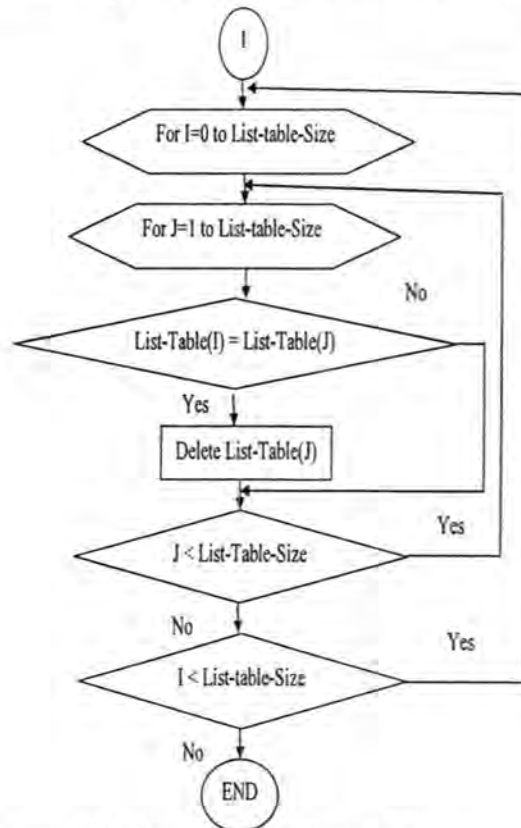 I
For I=0 to List-table-Size
For J=1 to List-table-Size
No
List-Table(I) = List-Table(J)
Yes
Delete List-Table(J)
Yes
J < List-Table-Size
No
Yes
I < List-table-Size
No
END